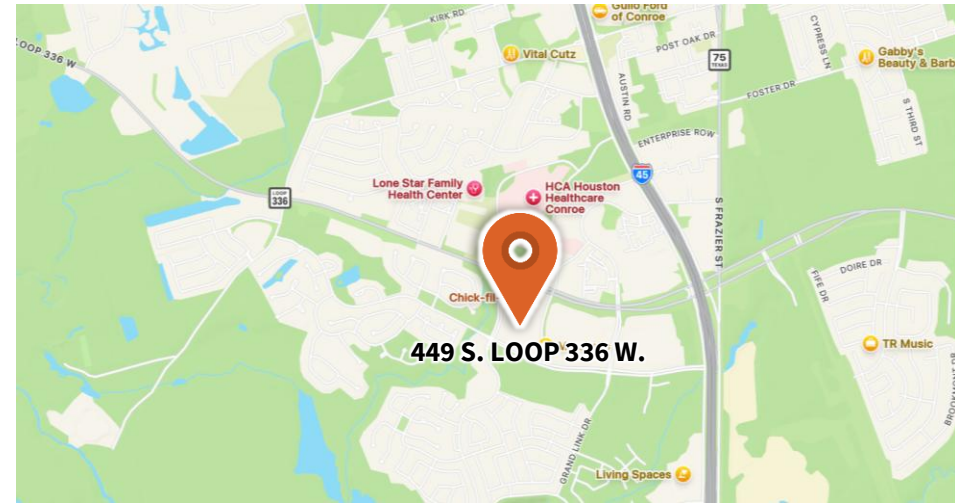 Guild Ford
of Conroe
KIRK RD
LOOP 336 W
Vital Cutz
POST OAK DR
75
TEXAS
CYPRESS LN
Gabby's
Beauty & Barb
AUSTIN RD
FOSTER DR
S THIRD ST
ENTERPRISE ROW
45
Lone Star Family
Health Center
HCA Houston
Healthcare
Conroe
LOOP
336
S FRAZIER ST
DOIRE DR
FIFE DR
Chick-fil
449 S. LOOP 336 W.
TR Music
BROOKMONT DR
GRAND LINK DR
Living Spaces